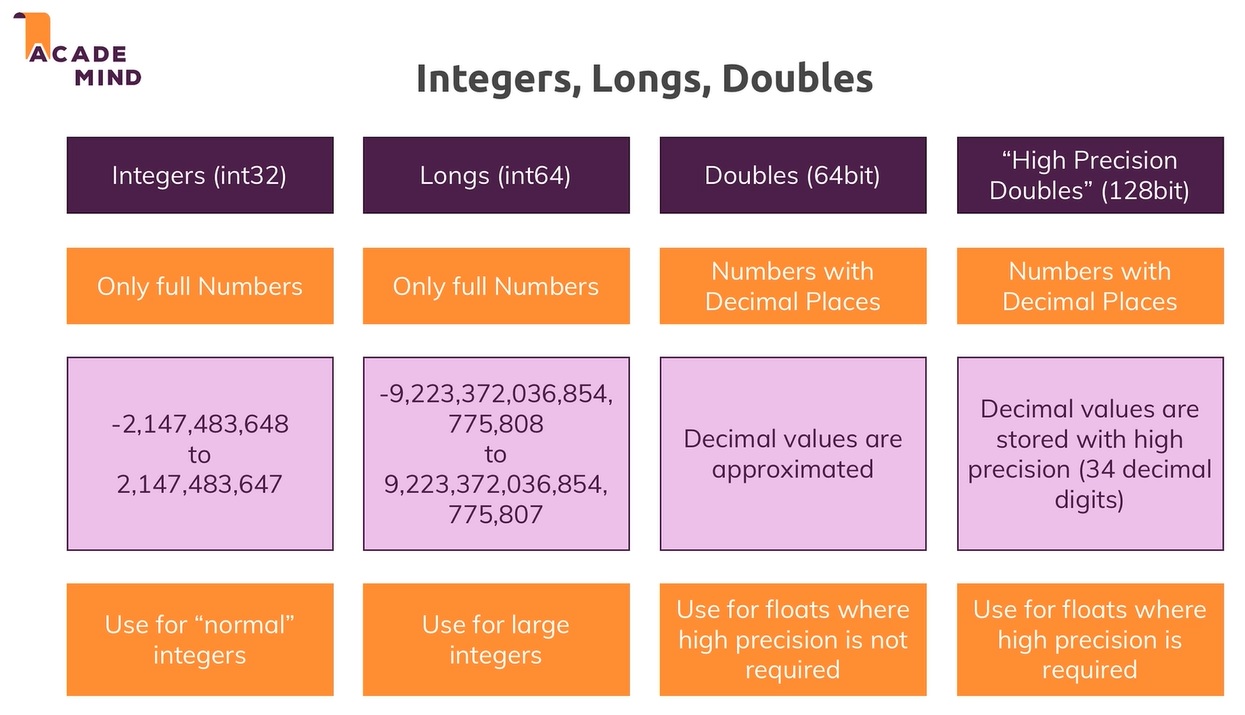 ACADE
MIND
Integers, Longs, Doubles
Integers (int32)
Longs (int64)
Doubles (64bit)
“High Precision
Doubles” (128bit)
Only full Numbers
Only full Numbers
Numbers with
Decimal Places
Numbers with
Decimal Places
-2,147,483,648
to
2,147,483,647
-9,223,372,036,854,
775,808
to
9,223,372,036,854,
775,807
Decimal values are
approximated
Decimal values are
stored with high
precision (34 decimal
digits)
Use for “normal”
integers
Use for large
integers
Use for floats where
high precision is not
required
Use for floats where
high precision is
required